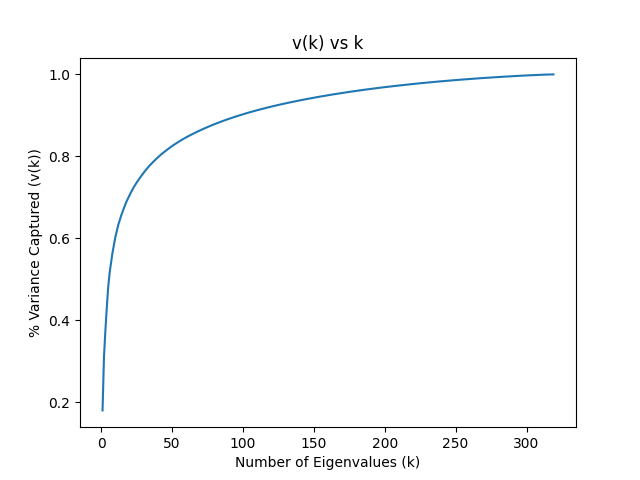 v(k) vs k
1.0
0.8
0.6
0.4
0.2
% Variance Captured (v(k))
0 50 100 150 200 250 300
Number of Eigenvalues (k)